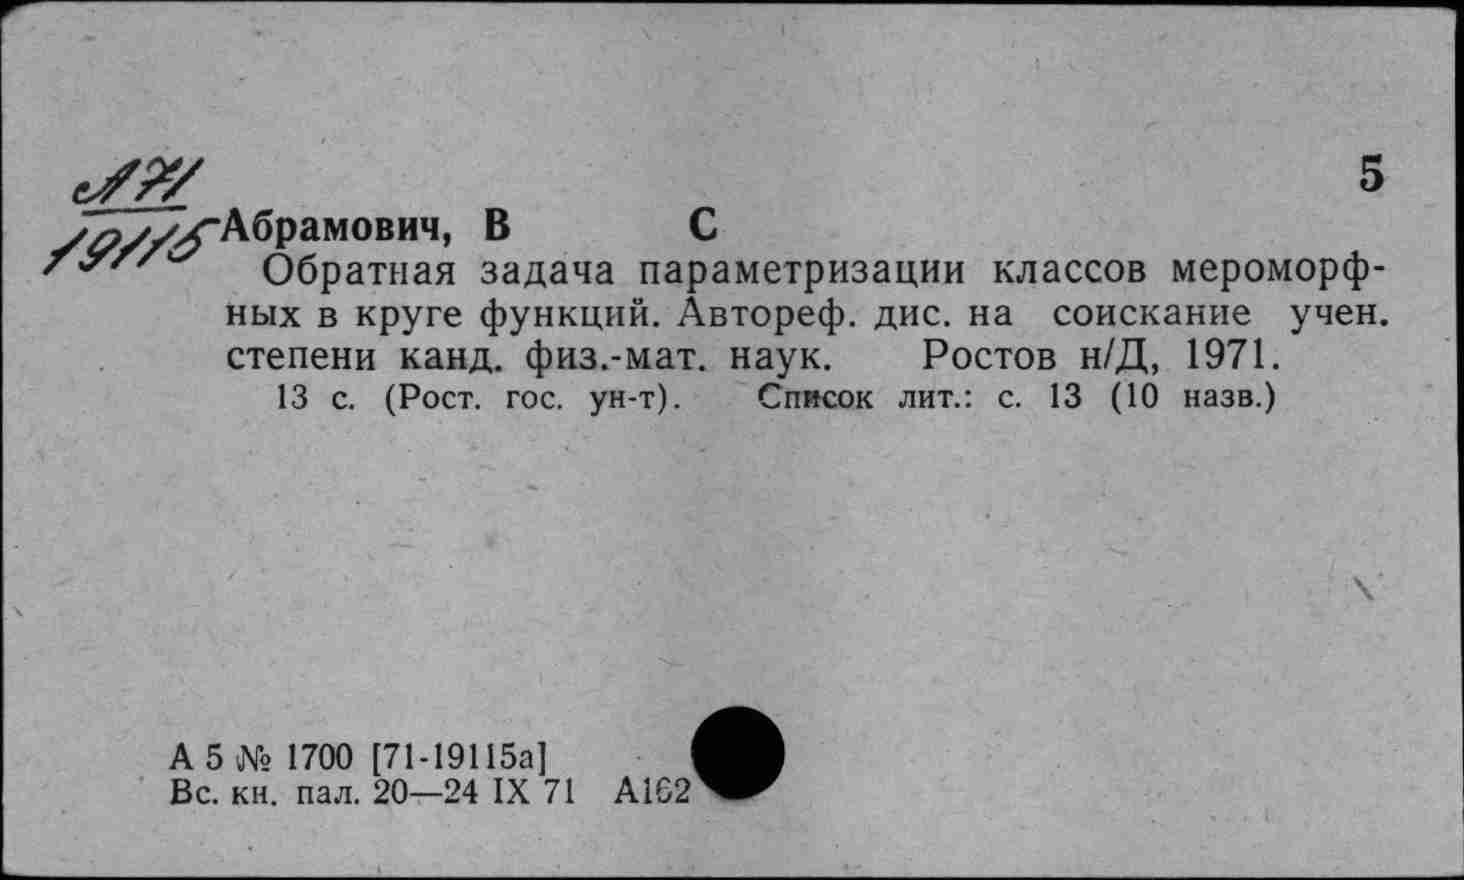 5
А71
19115
Абрамович, В С
Обратная задача параметризации классов мероморф-
ных в круге функций. Автореф. дис. на соискание учен.
степени канд. физ.-мат. наук. Ростов н/Д, 1971.
13 с. (Рост. гос. ун-т). Список лит.: с. 13 (10 назв.)
А 5 № 1700 [71-19115а]
Вс. кн. пал. 20—24 IX 71 А162